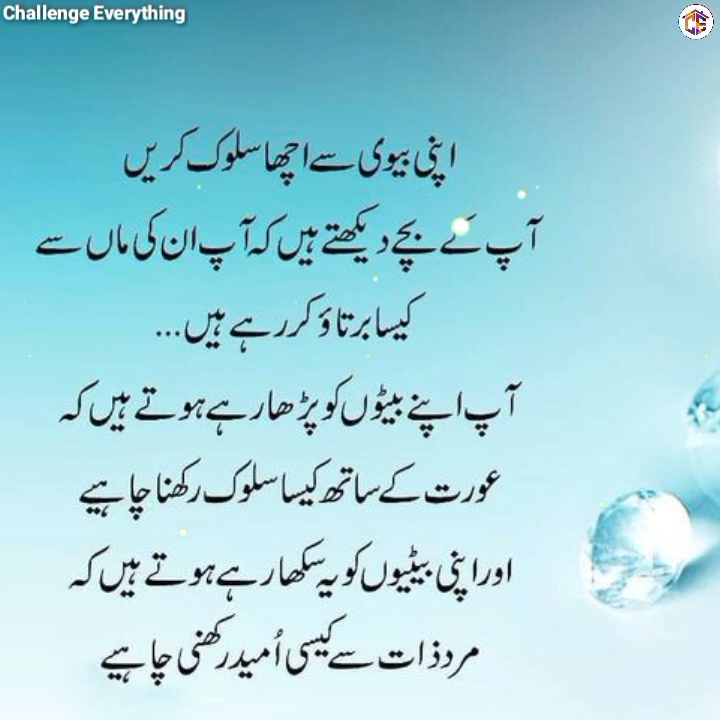 Challenge Everything
اپنی بیوی سے اچھا سلوک کریں
آپ کے بچے دیکھتے ہیں کہ آپ ان کی ماں سے
کیسا برتاؤ کر رہے ہیں...
آپ اپنے بیٹوں کو پڑھا رہے ہوتے ہیں کہ
عورت کے ساتھ کیسا سلوک رکھنا چاہیے
اور اپنی بیٹیوں کو یہ سکھا رہے ہوتے ہیں کہ
مرد ذات سے کیسی اُمید رکھنی چاہیے